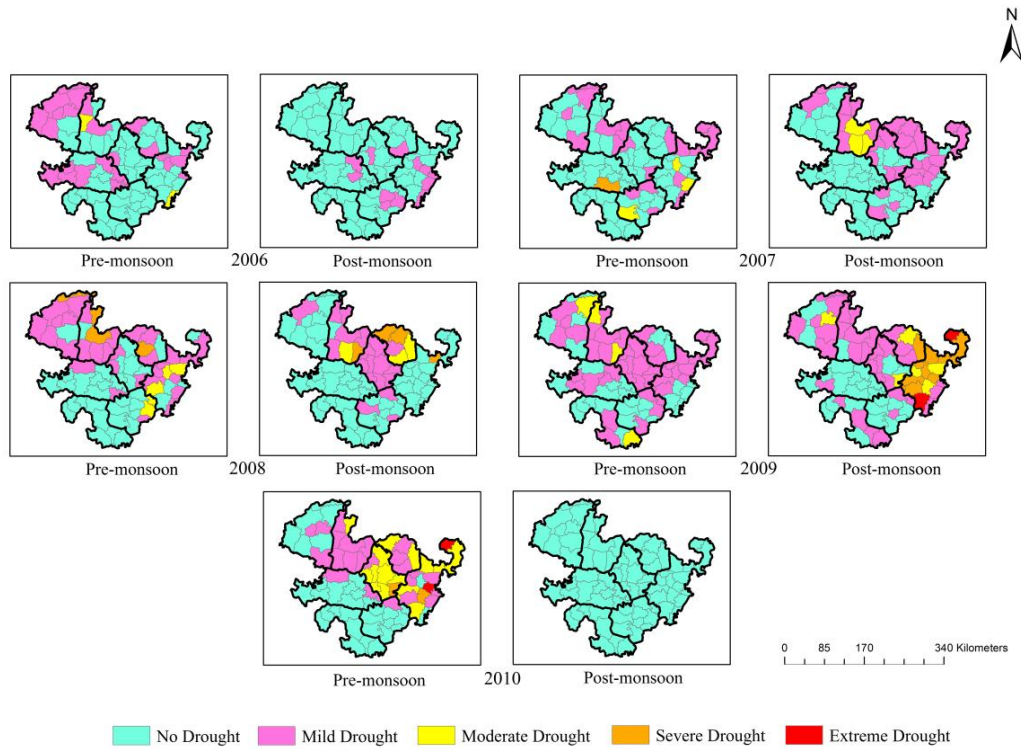 N
Pre-monsoon 2006 Post-monsoon
Pre-monsoon 2007 Post-monsoon
Pre-monsoon 2008 Post-monsoon
Pre-monsoon 2009 Post-monsoon
Pre-monsoon 2010 Post-monsoon
0 85 170 340 Kilometers
No Drought Mild Drought Moderate Drought Severe Drought Extreme Drought